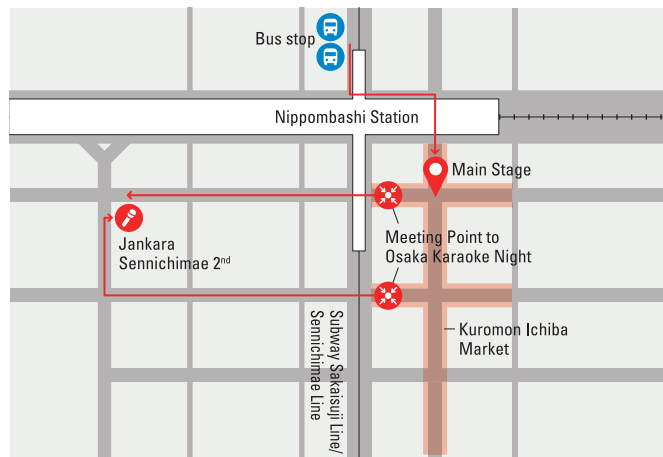 Bus stop
Nippombashi Station
Main Stage
Jankara
Sennichimae 2nd
Meeting Point to
Osaka Karaoke Night
Kuromon Ichiba
Market
Subway Sakaisuji Line/
Sennichimae Line